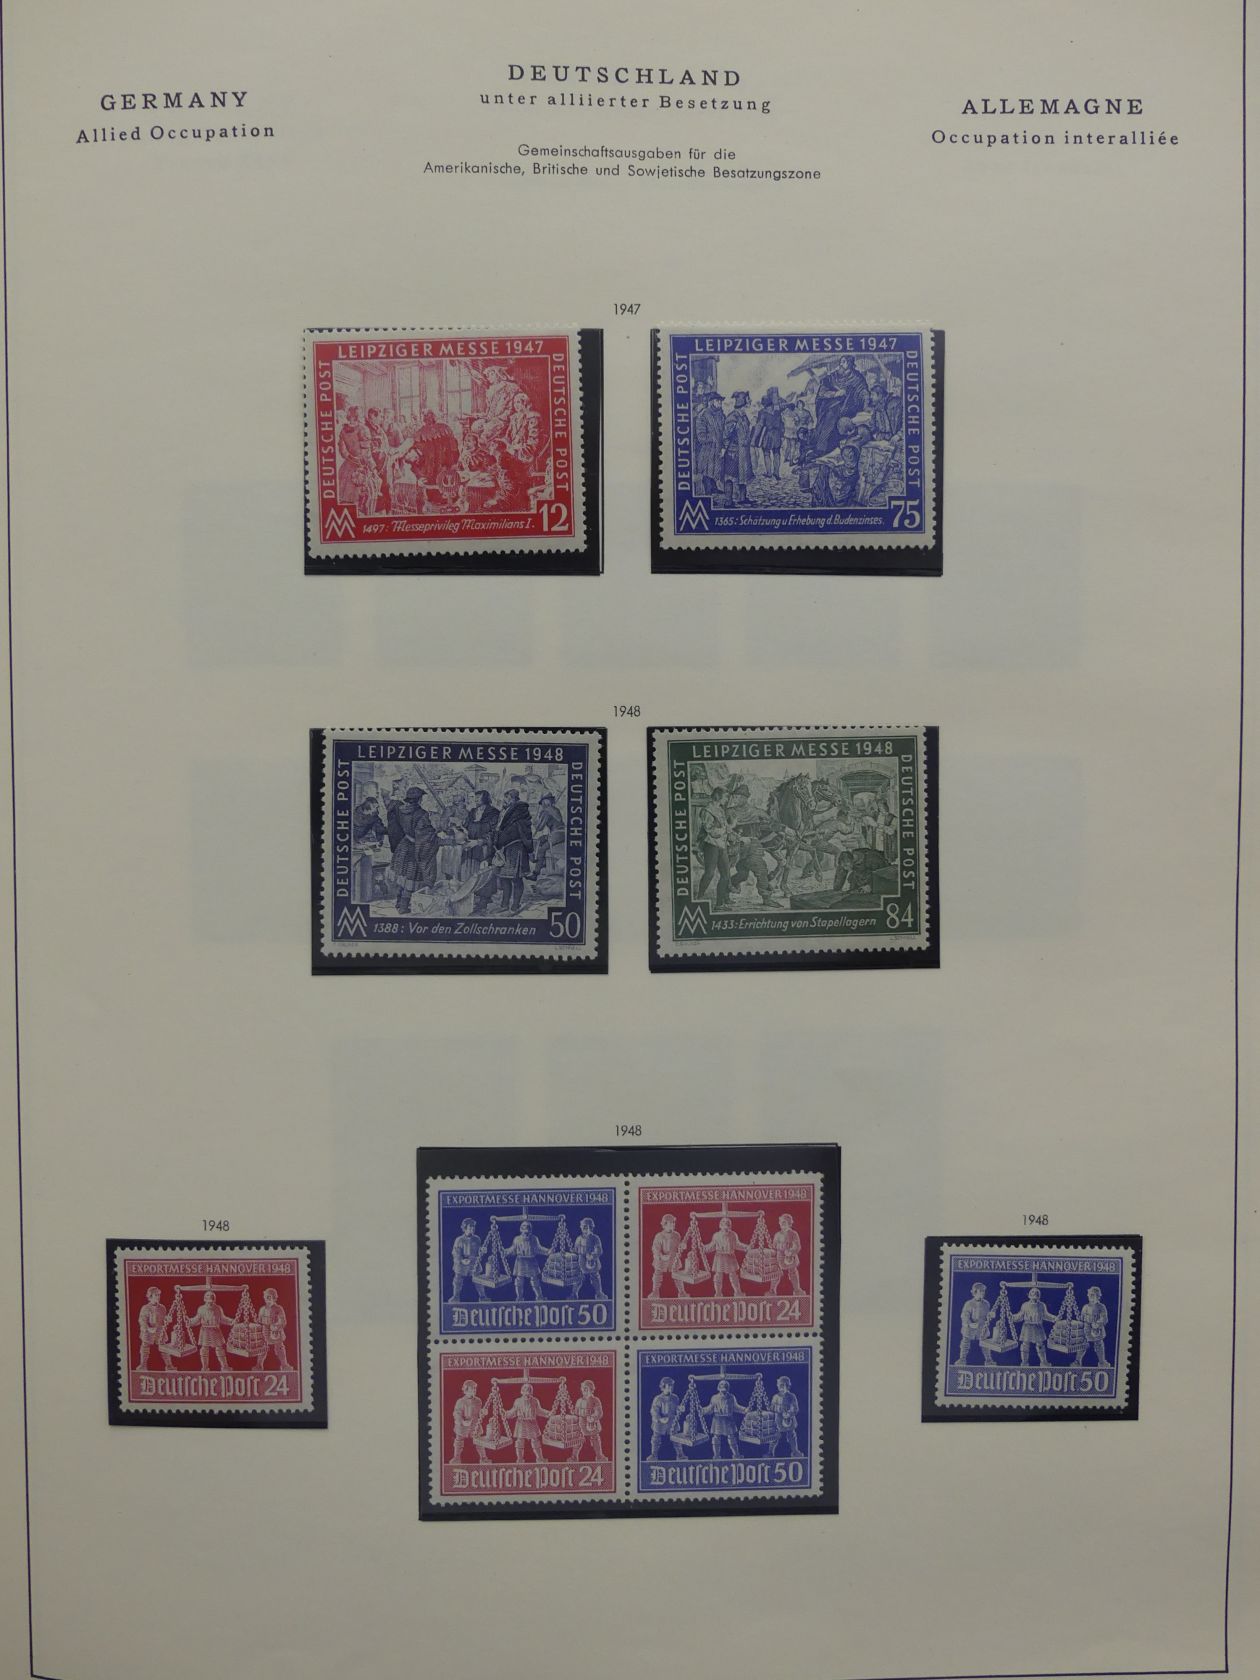 GERMANY
Allied Occupation
DEUTSCHLAND
unter alliierter Besetzung
ALLEMAGNE
Occupation interalliée
Gemeinschaftsausgaben für die
Amerikanische, Britische und Sowjetische Besatzungszone
1947
LEIPZIGER MESSE 1947
DEUTSCHE POST
DEUTSCHE POST
1497: Messeprivileg Maximilians I.
12
LEIPZIGER MESSE 1947
DEUTSCHE POST
DEUTSCHE POST
1365: Schätzung u Erhebung d. Budenzinses.
75
1948
LEIPZIGER MESSE 1948
DEUTSCHE POST
DEUTSCHE POST
1388: Vor den Zollschranken
50
LEIPZIGER MESSE 1948
DEUTSCHE POST
DEUTSCHE POST
1433: Errichtung von Stapellagern
84
1948
1948
EXPORTMESSE HANNOVER 1948
Deutsche Post 24
EXPORTMESSE HANNOVER 1948
Deutsche Post 50
EXPORTMESSE HANNOVER 1948
Deutsche Post 24
EXPORTMESSE HANNOVER 1948
Deutsche Post 24
EXPORTMESSE HANNOVER 1948
Deutsche Post 50
1948
EXPORTMESSE HANNOVER 1948
Deutsche Post 50